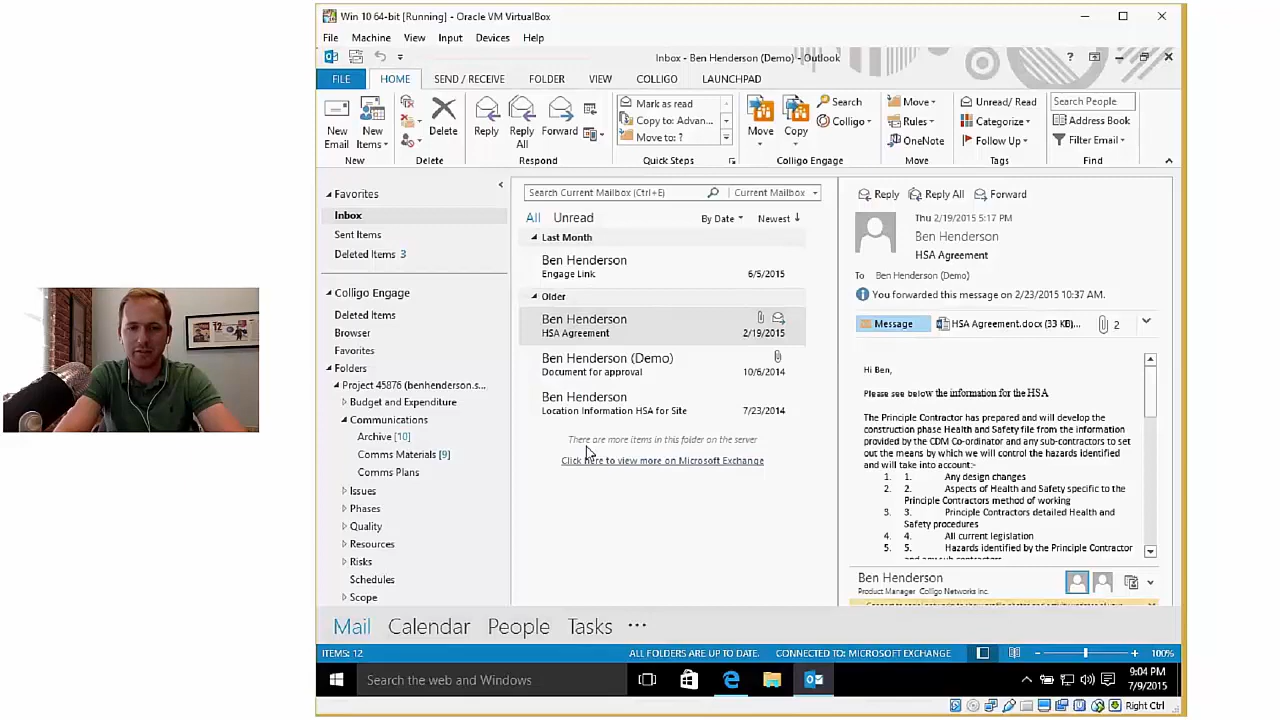 Win 10 64-bit [Running] - Oracle VM VirtualBox
File Machine View Input Devices Help
Inbox - Ben Henderson (Demo) - Outlook
FILE HOME SEND / RECEIVE FOLDER VIEW COLLIGO LAUNCHPAD
New Email
New Items
New
Delete
Delete
Reply
Reply All
Forward
Respond
Mark as read
Copy to: Advan...
Move to: ?
Quick Steps
Move
Copy
Search
Colligo
Colligo Engage
Move
Rules
OneNote
Move
Unread/ Read
Categorize
Follow Up
Tags
Search People
Address Book
Filter Email
Find
Favorites
Inbox
Sent Items
Deleted Items 3
Colligo Engage
Deleted Items
Browser
Favorites
Folders
Project 45876 (benhenderson.s...
Budget and Expenditure
Communications
Archive [10]
Comms Materials [9]
Comms Plans
Issues
Phases
Quality
Resources
Risks
Schedules
Scope
Search Current Mailbox (Ctrl+E) Current Mailbox
All Unread By Date Newest
Last Month
Ben Henderson
Engage Link 6/5/2015
Older
Ben Henderson
HSA Agreement 2/19/2015
Ben Henderson (Demo)
Document for approval 10/6/2014
Ben Henderson
Location Information HSA for Site 7/23/2014
There are more items in this folder on the server
Click here to view more on Microsoft Exchange
Reply Reply All Forward
Thu 2/19/2015 5:17 PM
Ben Henderson
HSA Agreement
To Ben Henderson (Demo)
You forwarded this message on 2/23/2015 10:37 AM.
Message HSA Agreement.docx (33 KB)... 2
Hi Ben,
Please see below the information for the HSA
The Principle Contractor has prepared and will develop the
construction phase Health and Safety file from the information
provided by the CDM Co-ordinator and any sub-contractors to set
out the means by which we will control the hazards identified
and will take into account:-
1. 1. Any design changes
2. 2. Aspects of Health and Safety specific to the
Principle Contractors method of working
3. 3. Principle Contractors detailed Health and
Safety procedures
4. 4. All current legislation
5. 5. Hazards identified by the Principle Contractor
and any sub contractors
Ben Henderson
Product Manager Colligo Networks Inc.
Mail Calendar People Tasks ...
ITEMS: 12 ALL FOLDERS ARE UP TO DATE. CONNECTED TO: MICROSOFT EXCHANGE 100%
Search the web and Windows
9:04 PM
7/9/2015
Right Ctrl